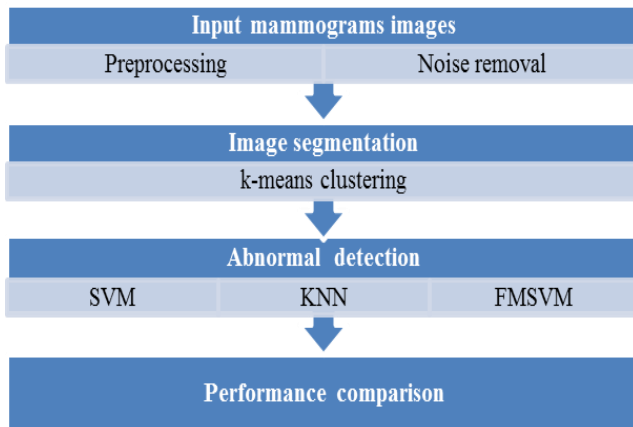 Input mammograms images
Preprocessing Noise removal
Image segmentation
k-means clustering
Abnormal detection
SVM KNN FMSVM
Performance comparison